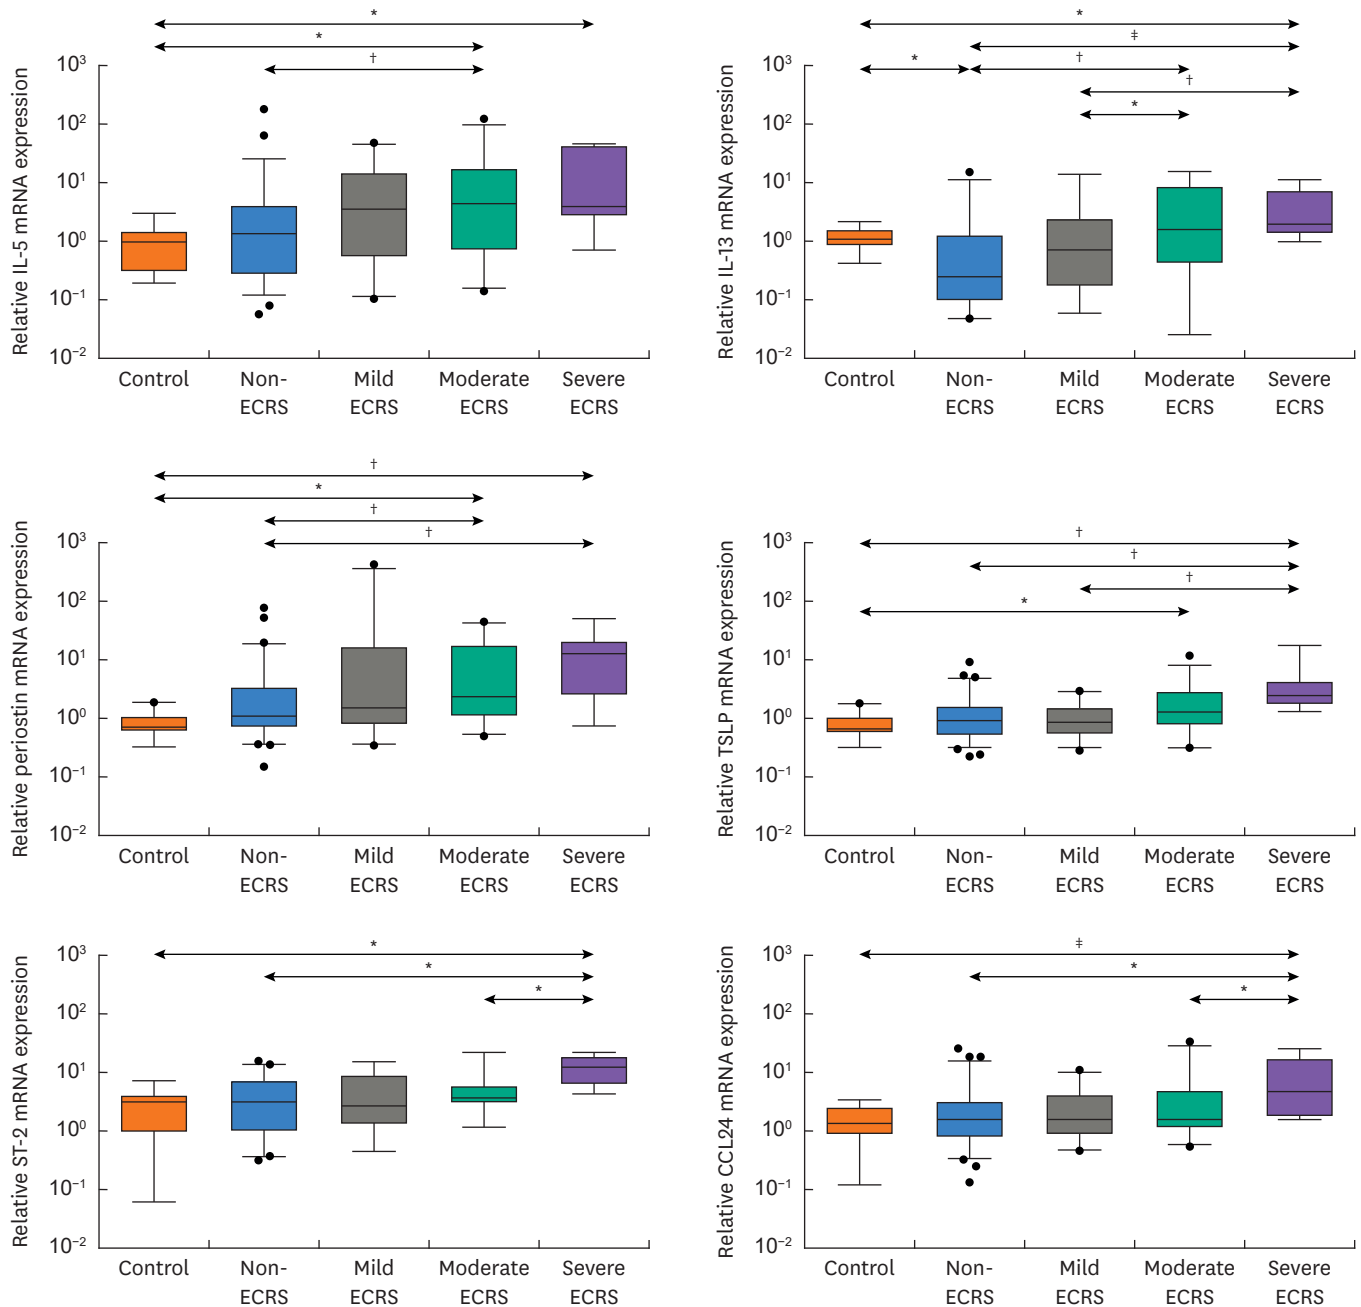 *
*
†
Relative IL-5 mRNA expression
10³
10²
10¹
10⁰
10⁻¹
10⁻²
Control
Non-
ECRS
Mild
ECRS
Moderate
ECRS
Severe
ECRS
*
‡
*
†
†
*
Relative IL-13 mRNA expression
10³
10²
10¹
10⁰
10⁻¹
10⁻²
Control
Non-
ECRS
Mild
ECRS
Moderate
ECRS
Severe
ECRS
†
*
†
†
Relative periostin mRNA expression
10³
10²
10¹
10⁰
10⁻¹
10⁻²
Control
Non-
ECRS
Mild
ECRS
Moderate
ECRS
Severe
ECRS
†
†
†
*
Relative TSLP mRNA expression
10³
10²
10¹
10⁰
10⁻¹
10⁻²
Control
Non-
ECRS
Mild
ECRS
Moderate
ECRS
Severe
ECRS
*
*
*
Relative ST-2 mRNA expression
10³
10²
10¹
10⁰
10⁻¹
10⁻²
Control
Non-
ECRS
Mild
ECRS
Moderate
ECRS
Severe
ECRS
‡
*
*
Relative CCL24 mRNA expression
10³
10²
10¹
10⁰
10⁻¹
10⁻²
Control
Non-
ECRS
Mild
ECRS
Moderate
ECRS
Severe
ECRS